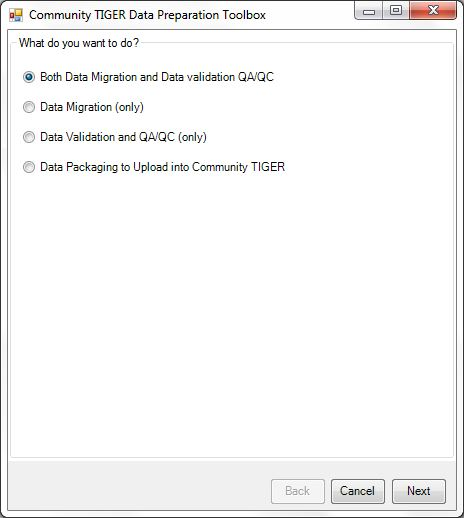 Community TIGER Data Preparation Toolbox
What do you want to do?
Both Data Migration and Data validation QA/QC
Data Migration (only)
Data Validation and QA/QC (only)
Data Packaging to Upload into Community TIGER
Back Cancel Next